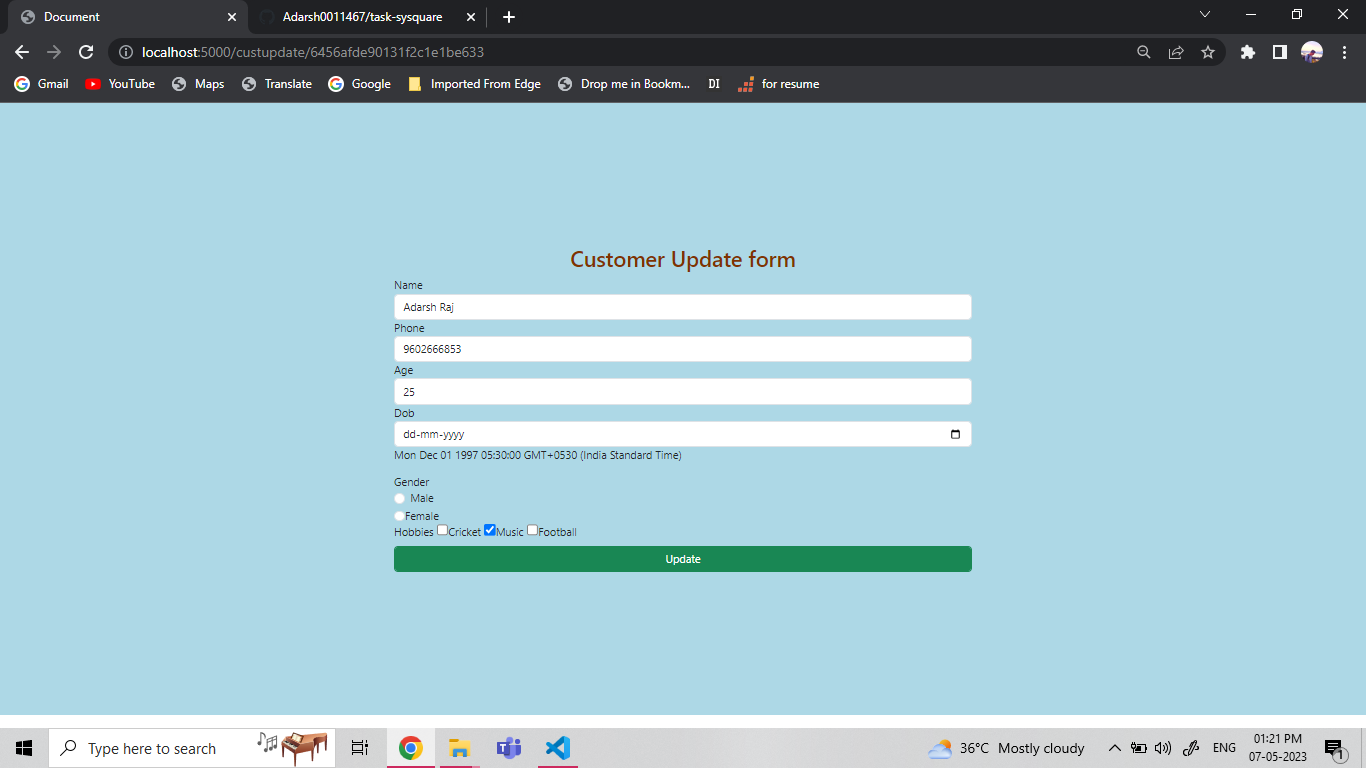 Document
Adarsh0011467/task-sysquare
localhost:5000/custupdate/6456afde90131f2c1e1be633
Gmail YouTube Maps Translate Google Imported From Edge Drop me in Bookm... DI for resume
Customer Update form
Name
Adarsh Raj
Phone
9602666853
Age
25
Dob
dd-mm-yyyy
Mon Dec 01 1997 05:30:00 GMT+0530 (India Standard Time)
Gender
Male
Female
Hobbies Cricket Music Football
Update
Type here to search
36°C Mostly cloudy
ENG
01:21 PM
07-05-2023
1